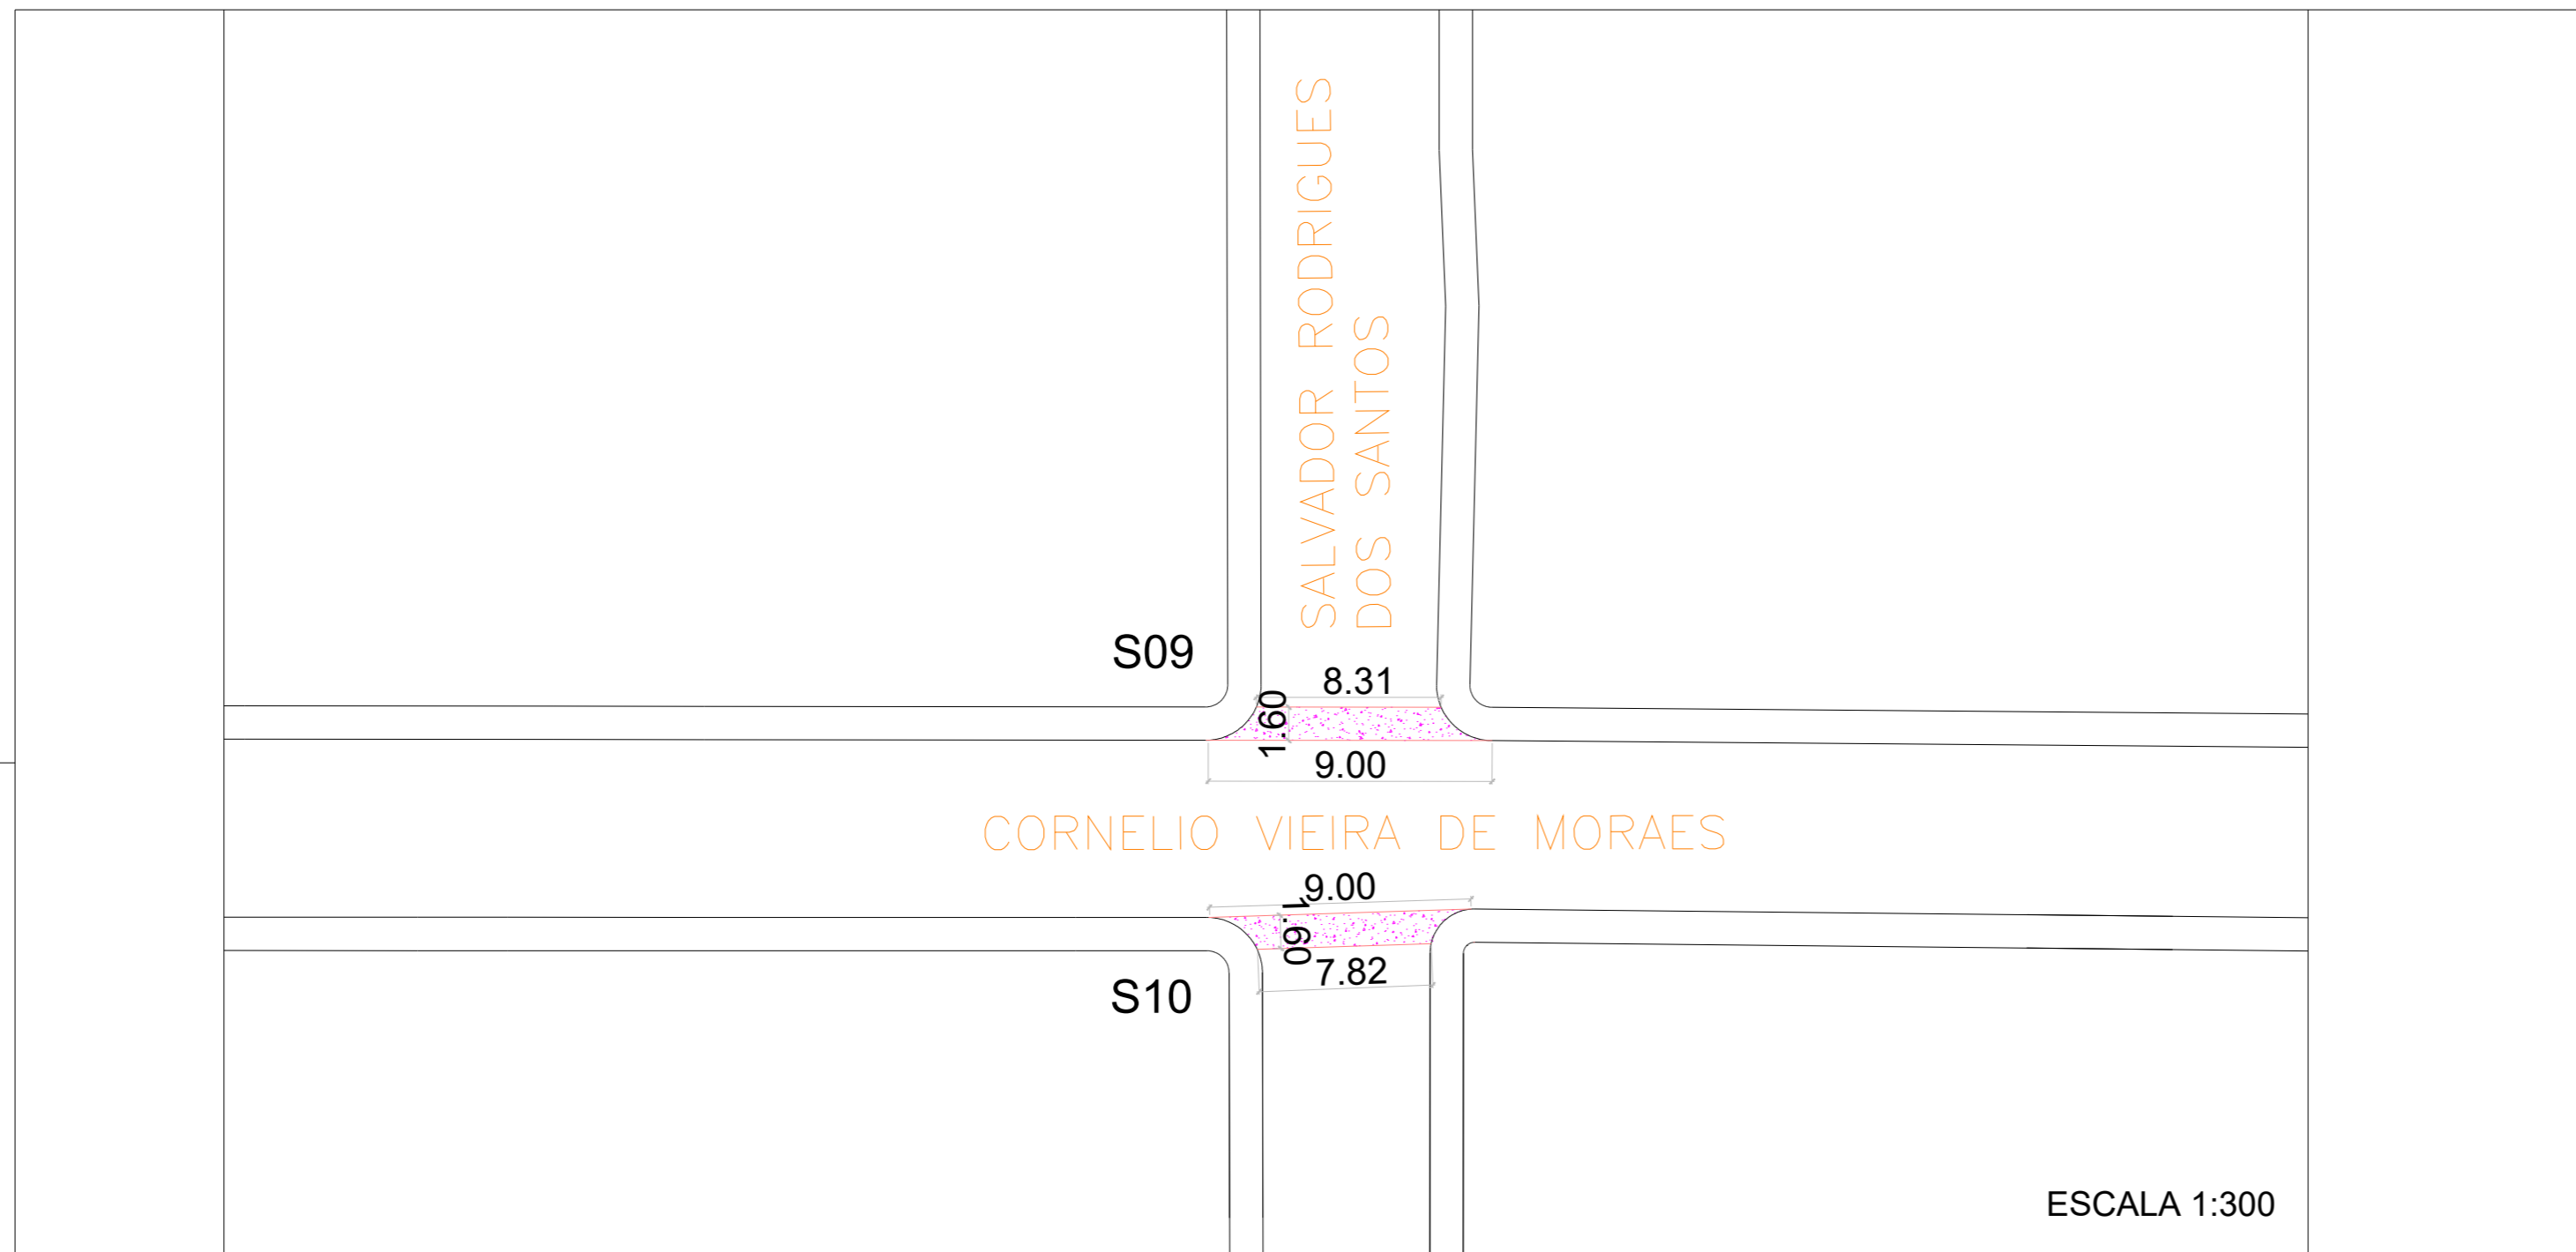 SALVADOR RODRIGUES
DOS SANTOS
S09
8.31
1.60
9.00
CORNELIO VIEIRA DE MORAES
9.00
1.60
7.82
S10
ESCALA 1:300